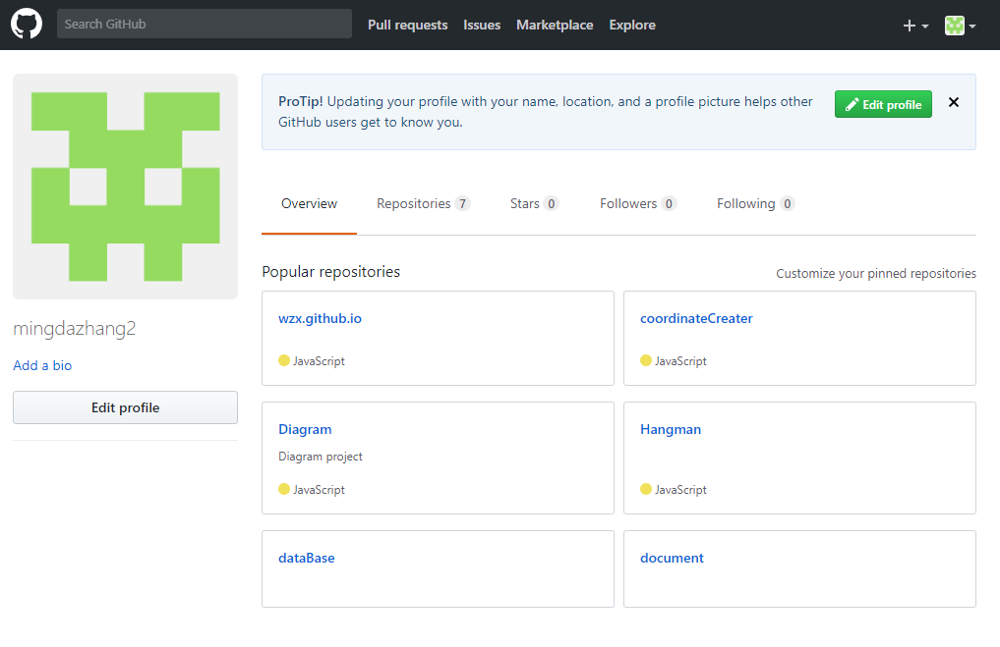 Search GitHub Pull requests Issues Marketplace Explore
ProTip! Updating your profile with your name, location, and a profile picture helps other
GitHub users get to know you.
Edit profile
Overview Repositories 7 Stars 0 Followers 0 Following 0
mingdazhang2
Add a bio
Edit profile
Popular repositories
Customize your pinned repositories
wzx.github.io
JavaScript
coordinateCreater
JavaScript
Diagram
Diagram project
JavaScript
Hangman
JavaScript
dataBase
document